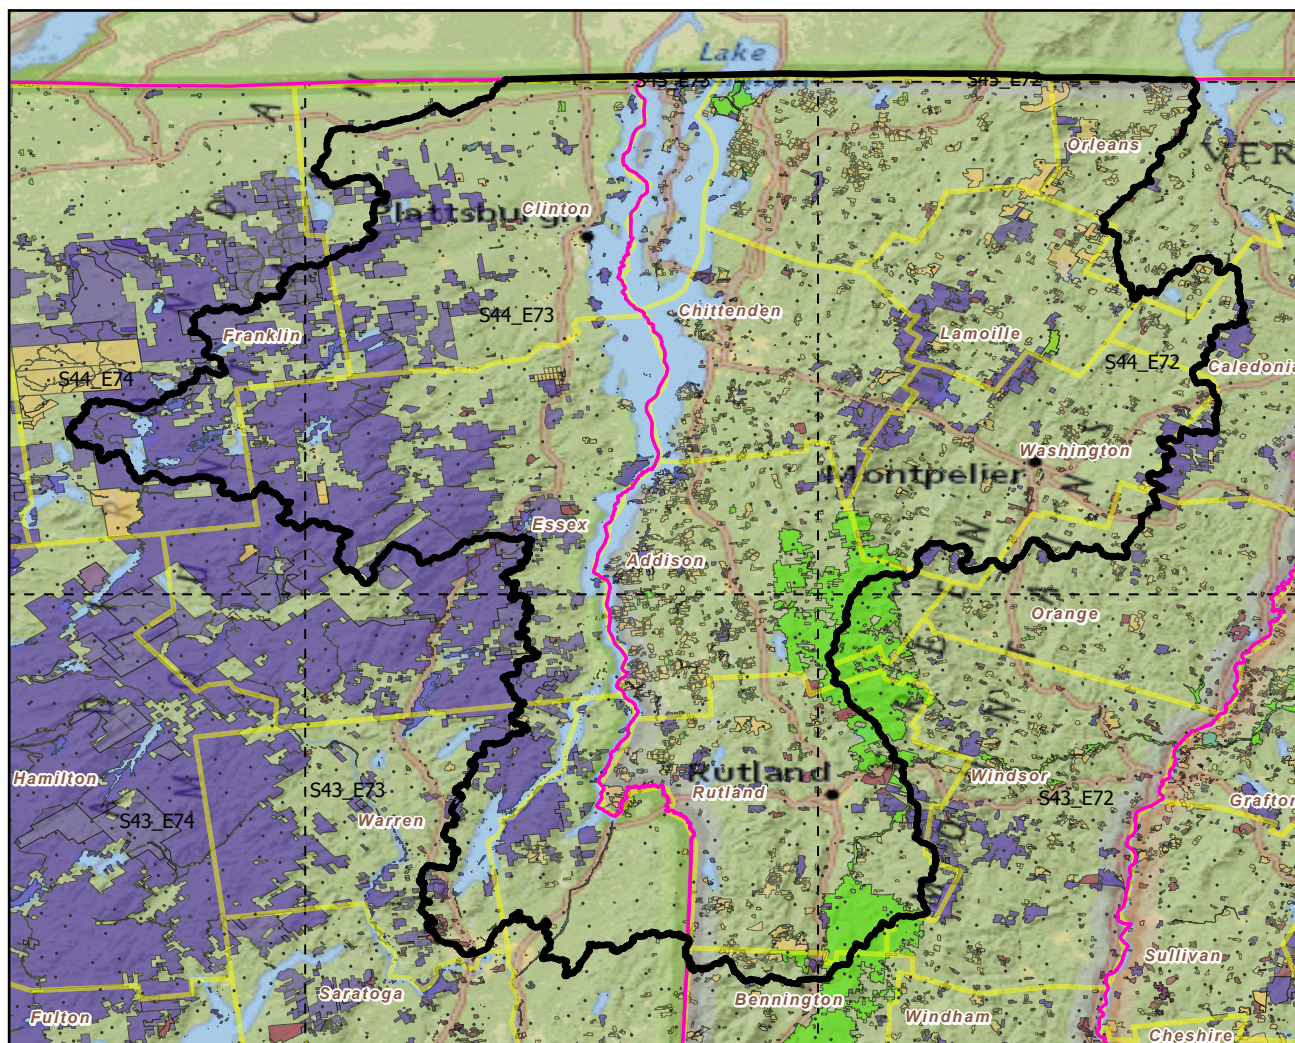 Lake
S45_E73
S45_E72
Orleans
VER
Plattsburgh
Clinton
S44_E73
Chittenden
Franklin
Lamoille
S44_E74
S44_E72
Caledonia
Washington
Montpelier
Essex
Addison
Orange
Hamilton
Rutland
Rutland
Windsor
S43_E73
S43_E72
Grafton
S43_E74
Warren
Sullivan
Saratoga
Bennington
Fulton
Windham
Cheshire